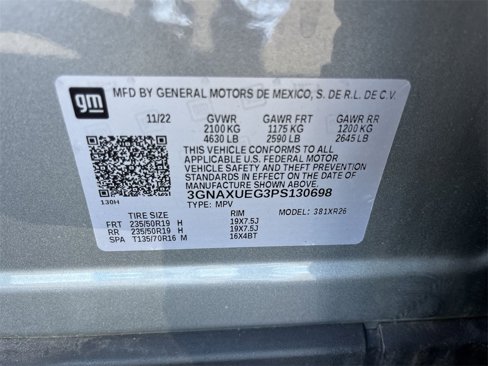 gm
MFD BY GENERAL MOTORS DE MEXICO, S. DE R.L. DE C.V.
11/22 GVWR GAWR FRT GAWR RR
2100 KG 1175 KG 1200 KG
4630 LB 2590 LB 2645 LB
THIS VEHICLE CONFORMS TO ALL
APPLICABLE U.S. FEDERAL MOTOR
VEHICLE SAFETY AND THEFT PREVENTION
STANDARDS IN EFFECT ON THE DATE OF
MANUFACTURE SHOWN ABOVE.
3GNAXUEG3PS130698
130H TYPE: MPV MODEL: 381XR26
TIRE SIZE RIM
FRT 235/50R19 H 19X7.5J
RR 235/50R19 H 19X7.5J
SPA T135/70R16 M 16X4BT